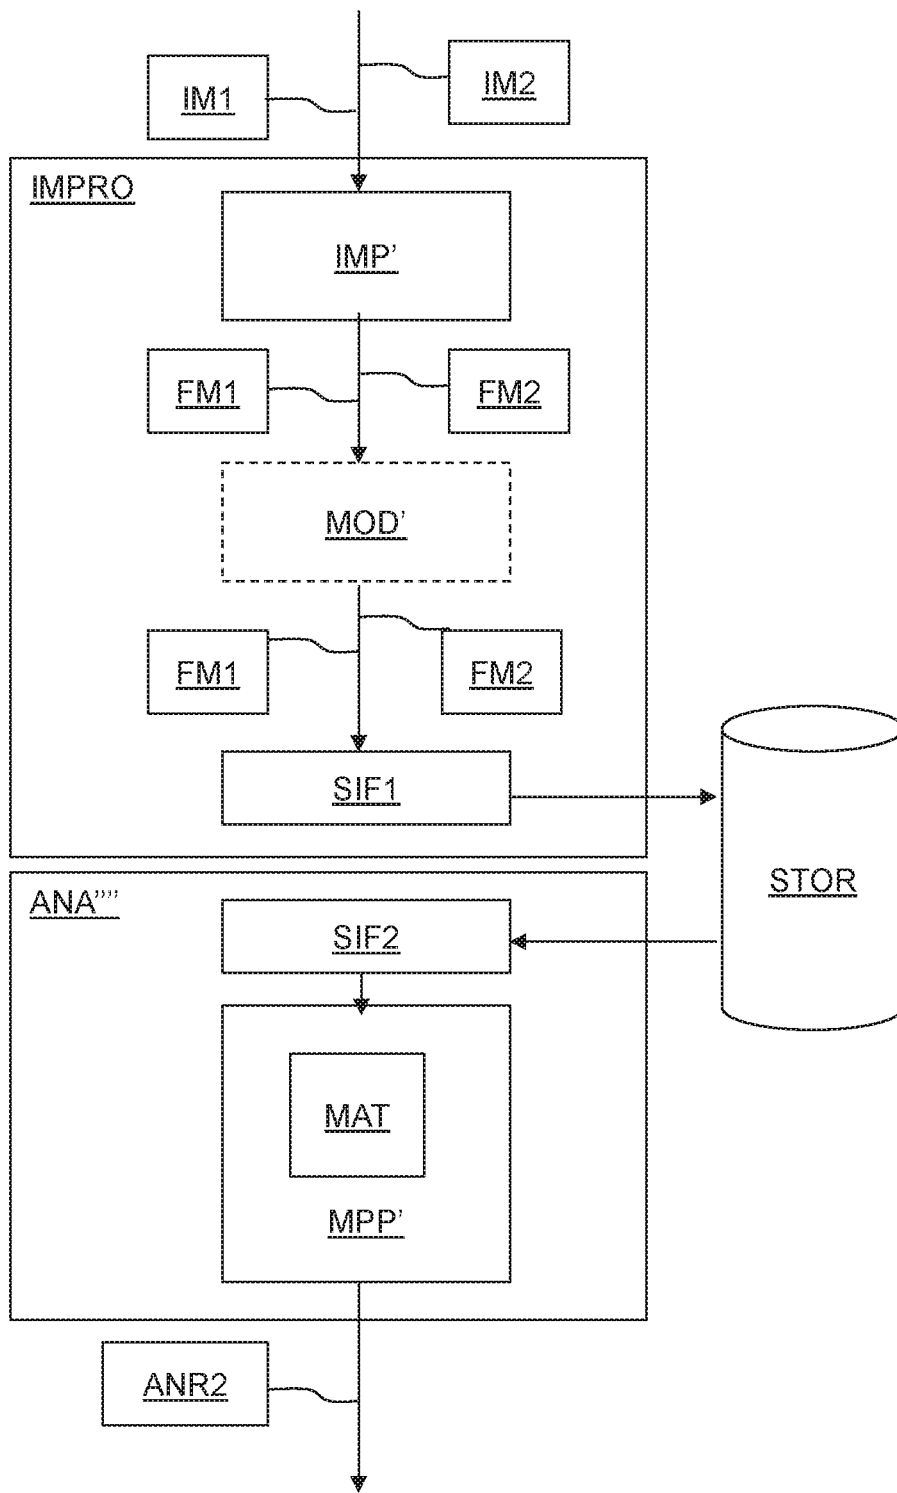 IM1
IM2
IMPRO
IMP’
FM1
FM2
MOD’
FM1
FM2
SIF1
STOR
ANA’’’’
SIF2
MAT
MPP’
ANR2